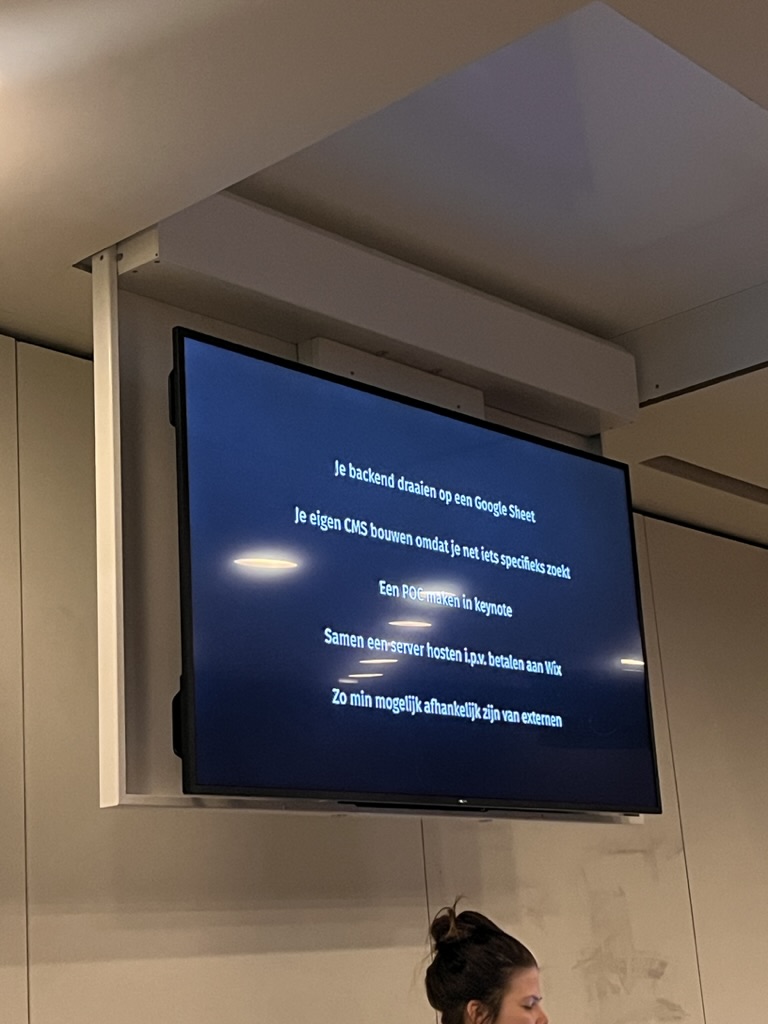 Je backend draaien op een Google Sheet
Je eigen CMS bouwen omdat je net iets specifieks zoekt
Een POC maken in keynote
Samen een server hosten i.p.v. betalen aan Wix
Zo min mogelijk afhankelijk zijn van externen